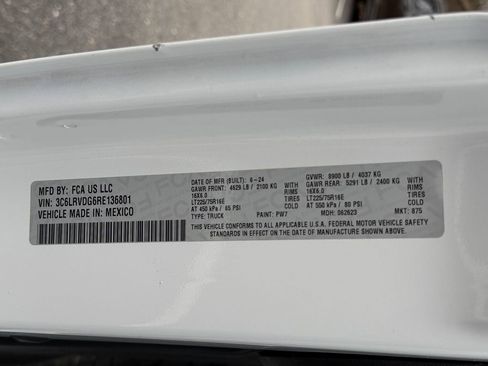 MFD BY: FCA US LLC
VIN: 3C6LRVDG6RE136801
VEHICLE MADE IN: MEXICO
DATE OF MFR (BUILT): 6-24
GVWR: 8900 LB / 4037 KG
GAWR FRONT: 4629 LB / 2100 KG WITH
GAWR REAR: 5291 LB / 2400 KG WITH
16X6.0 RIMS
16X6.0 RIMS
LT225/75R16E TIRES
LT225/75R16E TIRES
AT 450 kPa / 65 PSI COLD
AT 550 kPa / 80 PSI COLD
TYPE: TRUCK PAINT: PW7 MDH: 062623 MKT: 875
THIS VEHICLE CONFORMS TO ALL APPLICABLE U.S.A. FEDERAL MOTOR VEHICLE SAFETY
STANDARDS IN EFFECT ON THE DATE OF MANUFACTURE SHOWN ABOVE.